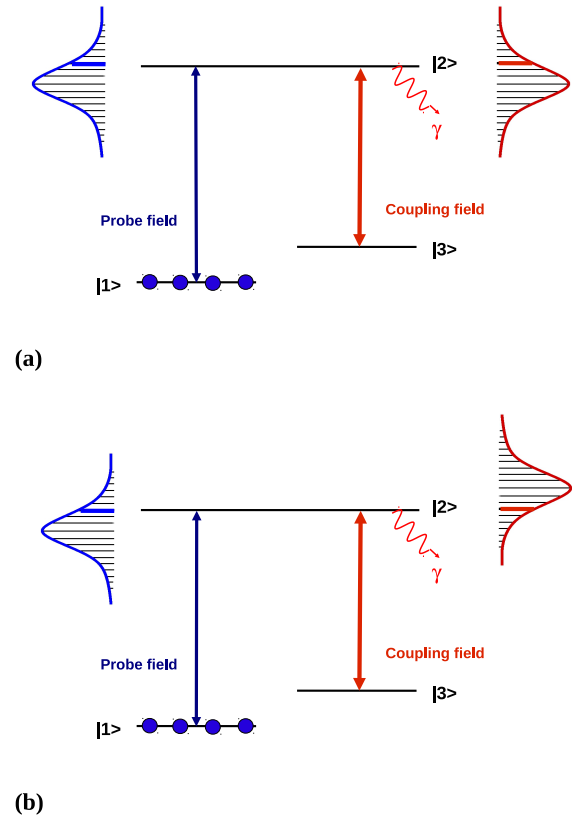 |2>
γ
Probe field
Coupling field
|3>
|1>
(a)
|2>
γ
Probe field
Coupling field
|3>
|1>
(b)